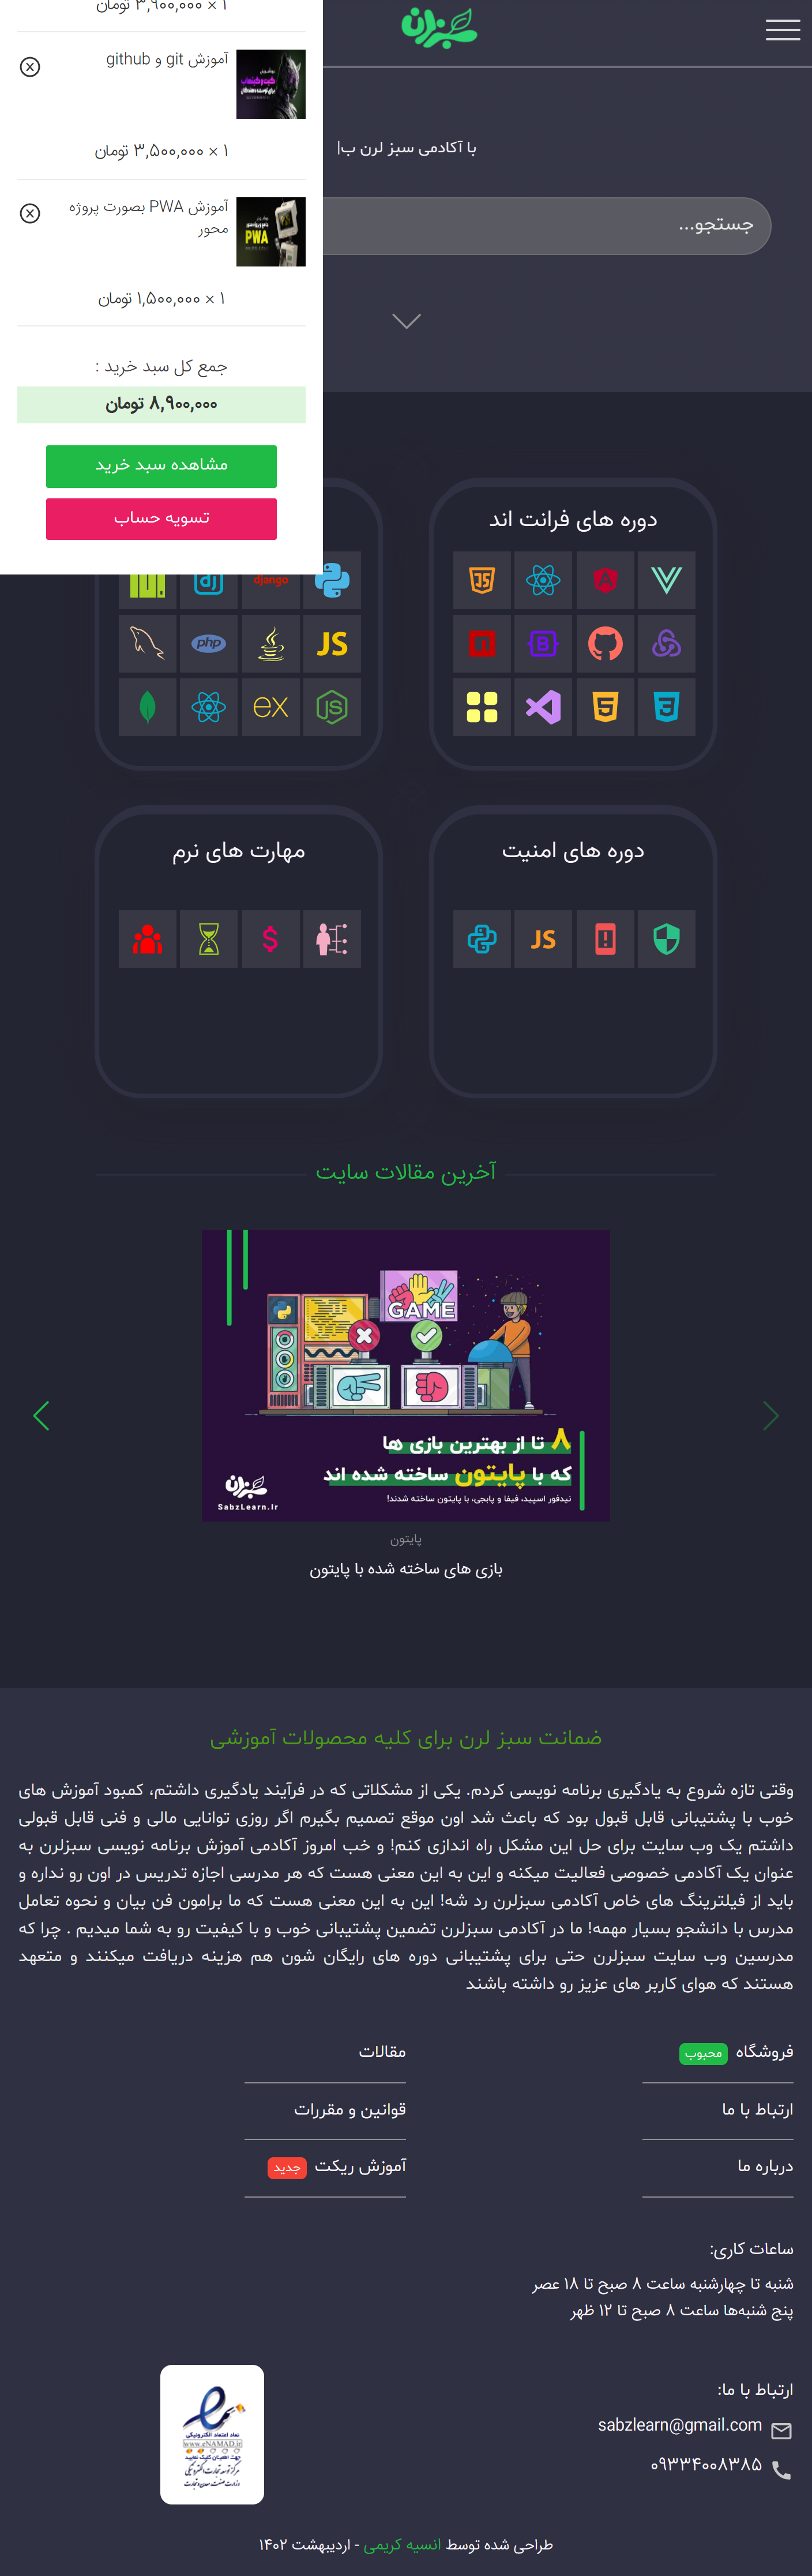 ۱ × ۳,۹۰۰,۰۰۰ تومان
آموزش git و github
۱ × ۳,۵۰۰,۰۰۰ تومان
آموزش PWA بصورت پروژه
محور
PWA
۱ × ۱,۵۰۰,۰۰۰ تومان
جمع کل سبد خرید :
۸,۹۰۰,۰۰۰ تومان
مشاهده سبد خرید
تسویه حساب
سبزلرن
با آکادمی سبز لرن ب|
جستجو...
دوره های فرانت اند
JS
django
php
JS
ex
JS
دوره های امنیت
JS
مهارت های نرم
آخرین مقالات سایت
GAME
۸ تا از بهترین بازی ها
که با پایتون ساخته شده اند
نیدفور اسپید، فیفا و پابجی، با پایتون ساخته شدند!
سبزلرن
SabzLearn.Ir
پایتون
بازی های ساخته شده با پایتون
ضمانت سبز لرن برای کلیه محصولات آموزشی
وقتی تازه شروع به یادگیری برنامه نویسی کردم. یکی از مشکلاتی که در فرآیند یادگیری داشتم، کمبود آموزش های
خوب با پشتیبانی قابل قبول بود که باعث شد اون موقع تصمیم بگیرم اگر روزی توانایی مالی و فنی قابل قبولی
داشتم یک وب سایت برای حل این مشکل راه اندازی کنم! و خب امروز آکادمی آموزش برنامه نویسی سبزلرن به
عنوان یک آکادمی خصوصی فعالیت میکنه و این به این معنی هست که هر مدرسی اجازه تدریس در اون رو نداره و
باید از فیلترینگ های خاص آکادمی سبزلرن رد شه! این به این معنی هست که ما برامون فن بیان و نحوه تعامل
مدرس با دانشجو بسیار مهمه! ما در آکادمی سبزلرن تضمین پشتیبانی خوب و با کیفیت رو به شما میدیم . چرا که
مدرسین وب سایت سبزلرن حتی برای پشتیبانی دوره های رایگان شون هم هزینه دریافت میکنند و متعهد
هستند که هوای کاربر های عزیز رو داشته باشند
فروشگاه محبوب
مقالات
ارتباط با ما
قوانین و مقررات
درباره ما
آموزش ریکت جدید
ساعات کاری:
شنبه تا چهارشنبه ساعت ۸ صبح تا ۱۸ عصر
پنج شنبه‌ها ساعت ۸ صبح تا ۱۲ ظهر
ارتباط با ما:
sabzlearn@gmail.com
۰۹۳۳۴۰۰۸۳۸۵
نماد اعتماد الکترونیکی
www.eNAMAD.ir
جهت اطمینان کلیک نمایید
مرکز توسعه تجارت الکترونیکی
وزارت صنعت معدن و تجارت
طراحی شده توسط انسیه کریمی - اردیبهشت ۱۴۰۲